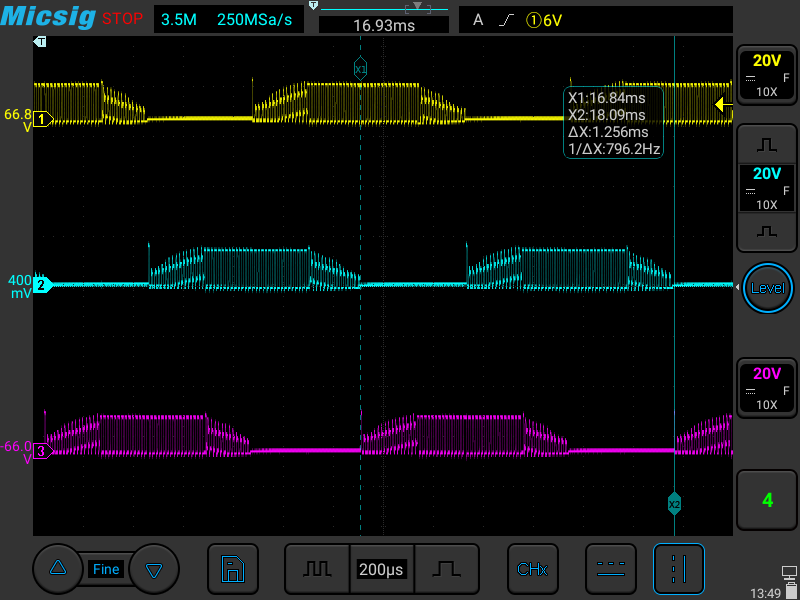 Micsig STOP 3.5M 250MSa/s T 16.93ms A ①6V
T
X1
20V
F
10X
X1:16.84ms
X2:18.09ms
ΔX:1.256ms
1/ΔX:796.2Hz
66.8
V
1
20V
F
10X
400
mV
2
Level
20V
F
10X
-66.0
V
3
X2
4
Fine
200µs
CHx
13:49